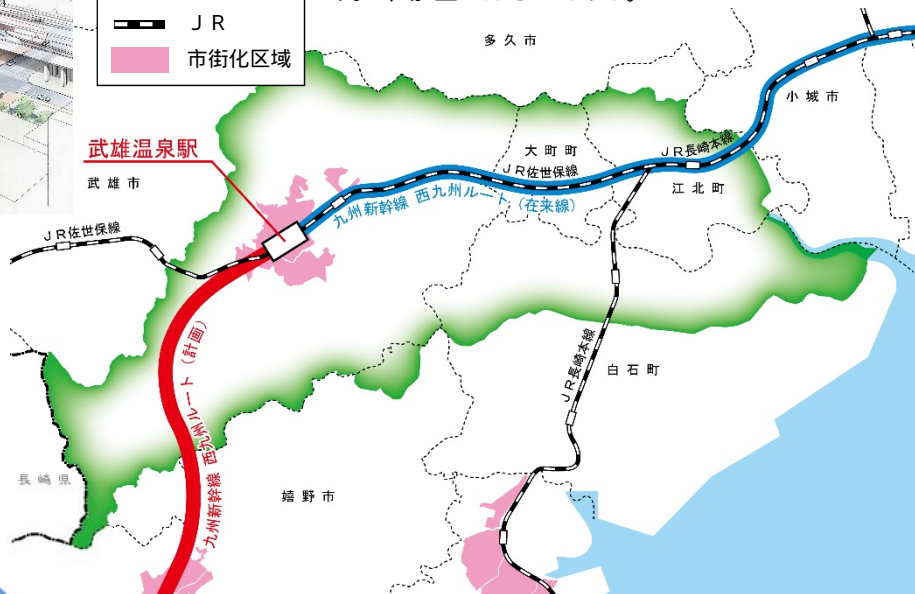 ＪＲ
市街化区域
多久市
小城市
武雄温泉駅
武雄市
大町町
ＪＲ長崎本線
ＪＲ佐世保線
江北町
九州新幹線 西九州ルート（在来線）
ＪＲ佐世保線
九州新幹線 西九州ルート（計画）
ＪＲ長崎本線
白石町
長崎県
嬉野市